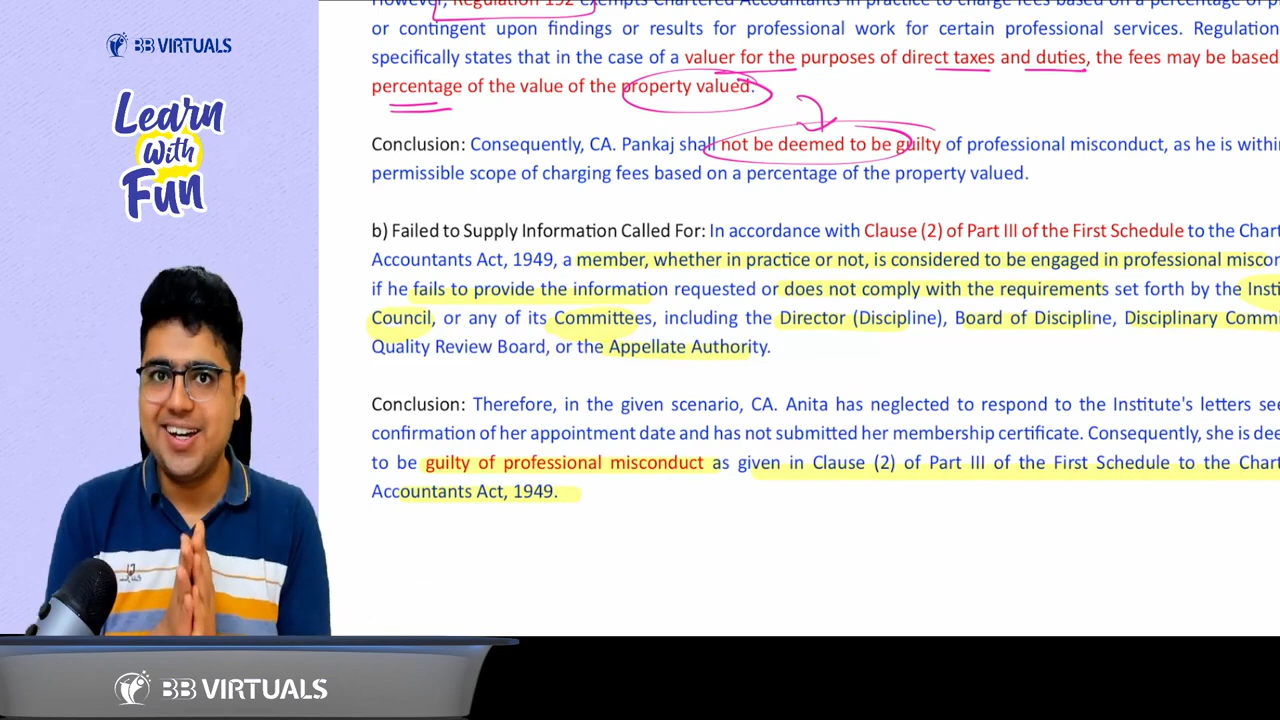 BB VIRTUALS
Learn
With
Fun
However, Regulation 192 exempts Chartered Accountants in practice to charge fees based on a percentage of p
or contingent upon findings or results for professional work for certain professional services. Regulation
specifically states that in the case of a valuer for the purposes of direct taxes and duties, the fees may be based
percentage of the value of the property valued.
Conclusion: Consequently, CA. Pankaj shall not be deemed to be guilty of professional misconduct, as he is within
permissible scope of charging fees based on a percentage of the property valued.
b) Failed to Supply Information Called For: In accordance with Clause (2) of Part III of the First Schedule to the Chart
Accountants Act, 1949, a member, whether in practice or not, is considered to be engaged in professional miscon
if he fails to provide the information requested or does not comply with the requirements set forth by the Insti
Council, or any of its Committees, including the Director (Discipline), Board of Discipline, Disciplinary Commi
Quality Review Board, or the Appellate Authority.
Conclusion: Therefore, in the given scenario, CA. Anita has neglected to respond to the Institute's letters see
confirmation of her appointment date and has not submitted her membership certificate. Consequently, she is dee
to be guilty of professional misconduct as given in Clause (2) of Part III of the First Schedule to the Chart
Accountants Act, 1949.
BB VIRTUALS